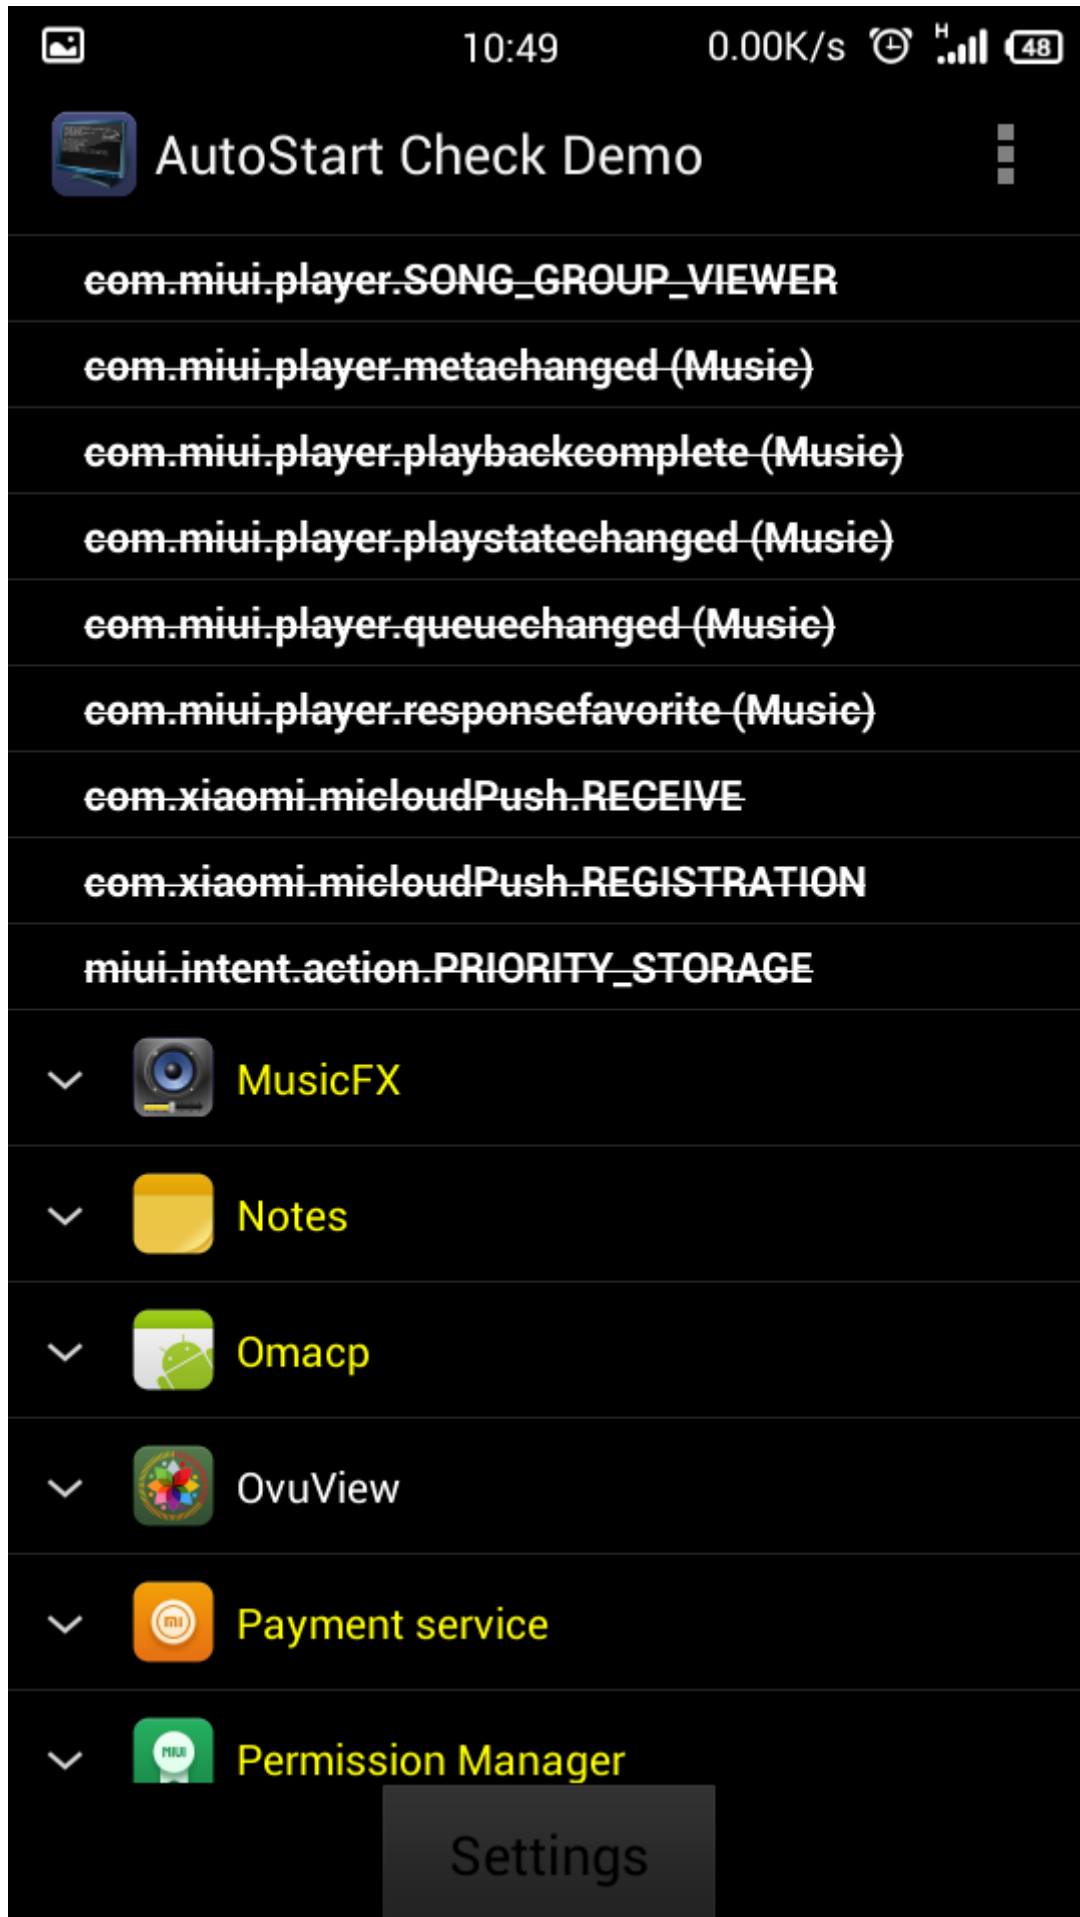 10:49 0.00K/s H 48
AutoStart Check Demo
com.miui.player.SONG_GROUP_VIEWER
com.miui.player.metachanged (Music)
com.miui.player.playbackcomplete (Music)
com.miui.player.playstatechanged (Music)
com.miui.player.queuechanged (Music)
com.miui.player.responsefavorite (Music)
com.xiaomi.micloudPush.RECEIVE
com.xiaomi.micloudPush.REGISTRATION
miui.intent.action.PRIORITY_STORAGE
MusicFX
Notes
Omacp
OvuView
mi Payment service
MIUI Permission Manager
Settings